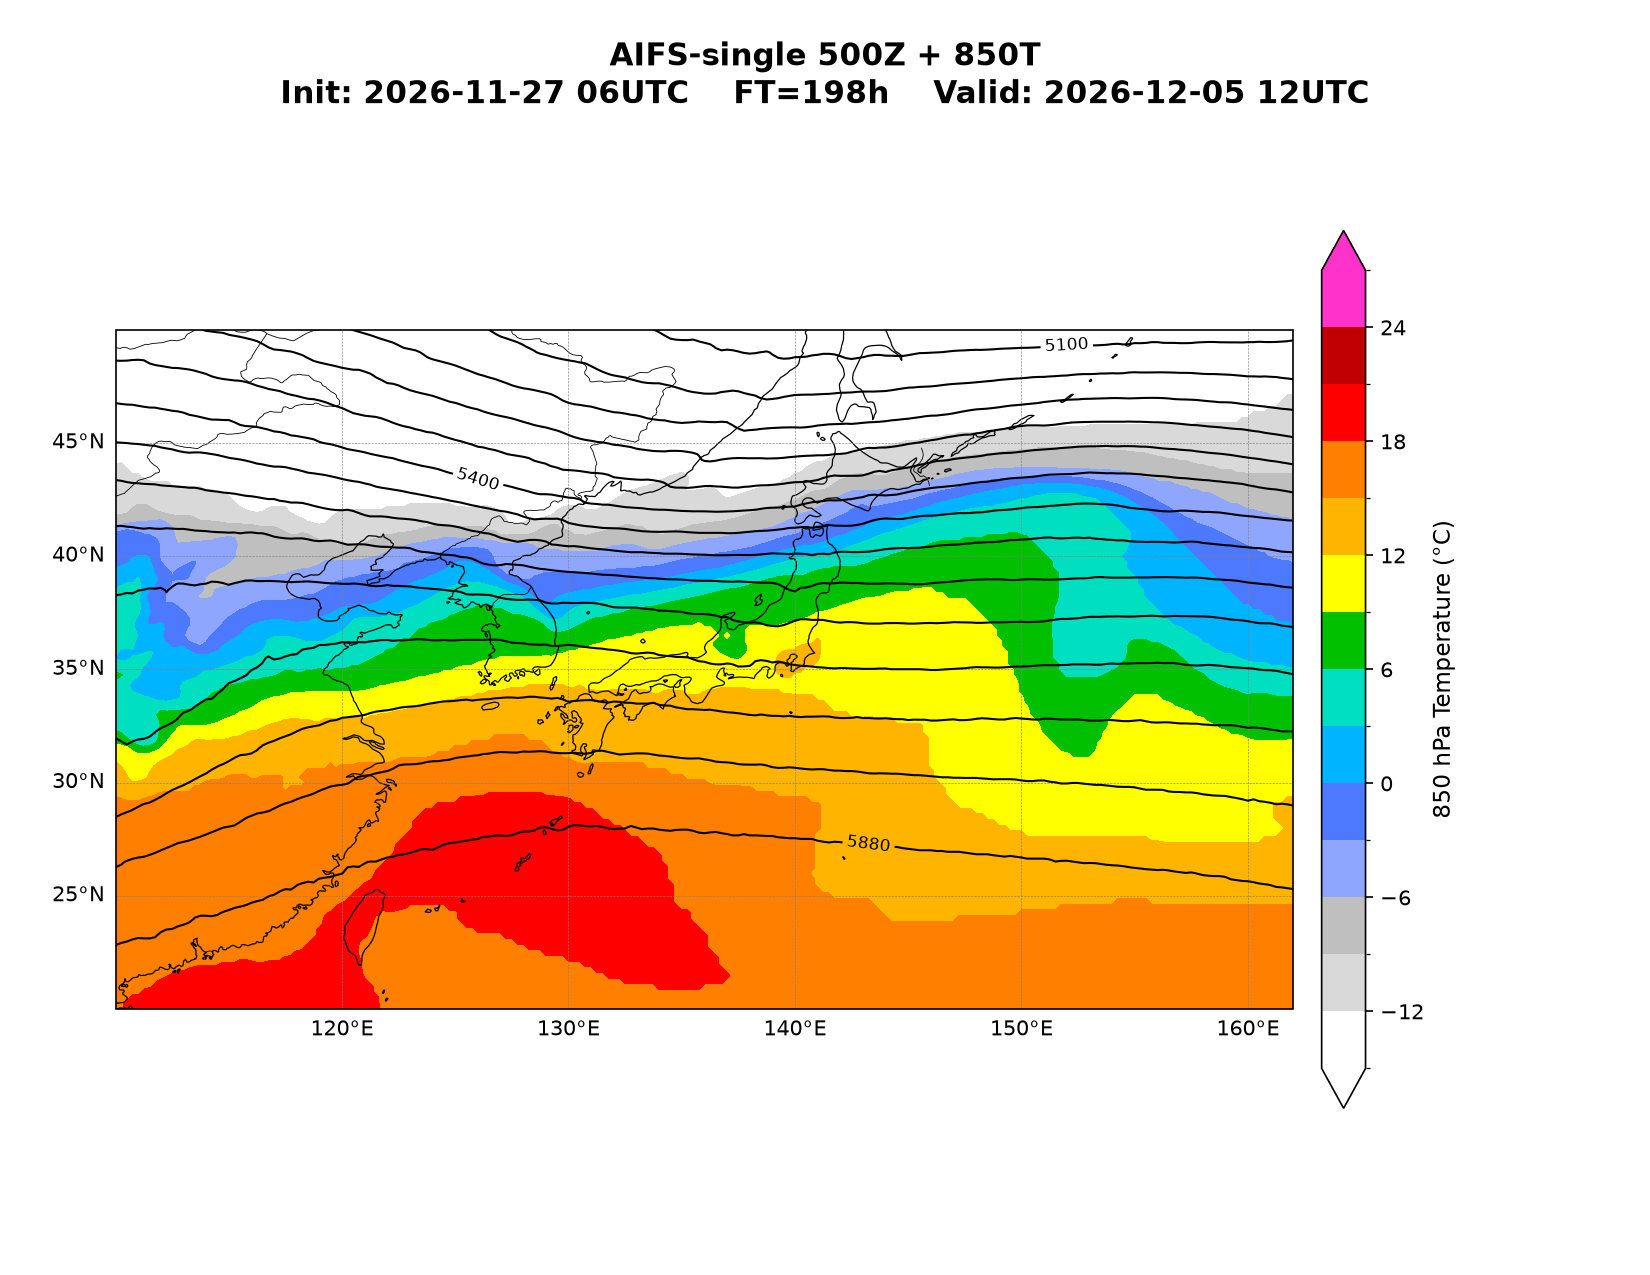 AIFS-single 500Z + 850T
Init: 2026-11-27 06UTC    FT=198h    Valid: 2026-12-05 12UTC
5100
24
18
45°N
5400
12
40°N
6
35°N
850 hPa Temperature (°C)
30°N
0
5880
25°N
−6
−12
120°E 130°E 140°E 150°E 160°E